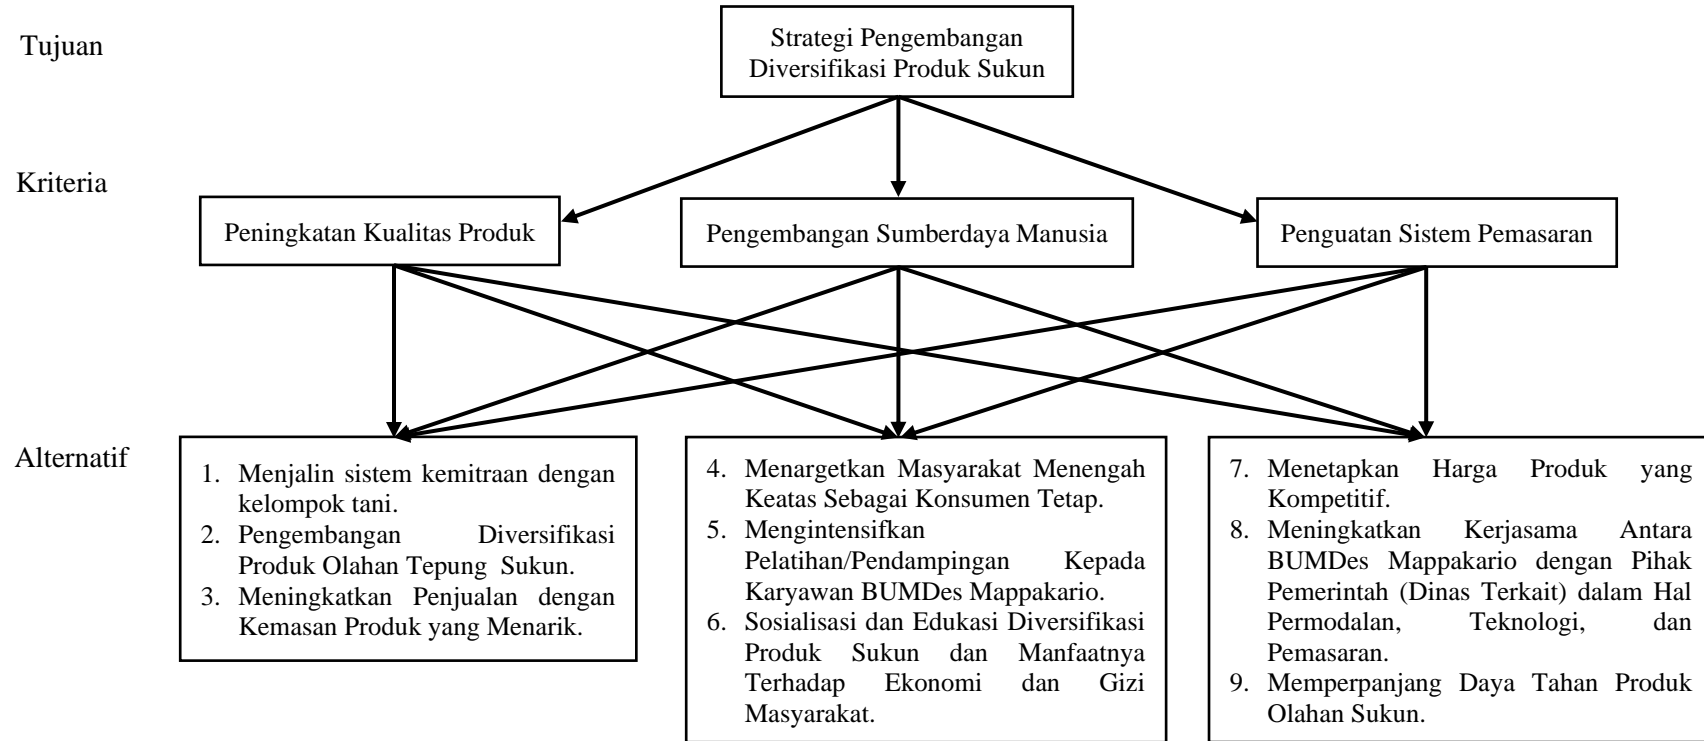 Tujuan
Strategi Pengembangan
Diversifikasi Produk Sukun
Kriteria
Peningkatan Kualitas Produk
Pengembangan Sumberdaya Manusia
Penguatan Sistem Pemasaran
Alternatif
1. Menjalin sistem kemitraan dengan
kelompok tani.
2. Pengembangan Diversifikasi
Produk Olahan Tepung Sukun.
3. Meningkatkan Penjualan dengan
Kemasan Produk yang Menarik.
4. Menargetkan Masyarakat Menengah
Keatas Sebagai Konsumen Tetap.
5. Mengintensifkan
Pelatihan/Pendampingan Kepada
Karyawan BUMDes Mappakario.
6. Sosialisasi dan Edukasi Diversifikasi
Produk Sukun dan Manfaatnya
Terhadap Ekonomi dan Gizi
Masyarakat.
7. Menetapkan Harga Produk yang
Kompetitif.
8. Meningkatkan Kerjasama Antara
BUMDes Mappakario dengan Pihak
Pemerintah (Dinas Terkait) dalam Hal
Permodalan, Teknologi, dan
Pemasaran.
9. Memperpanjang Daya Tahan Produk
Olahan Sukun.